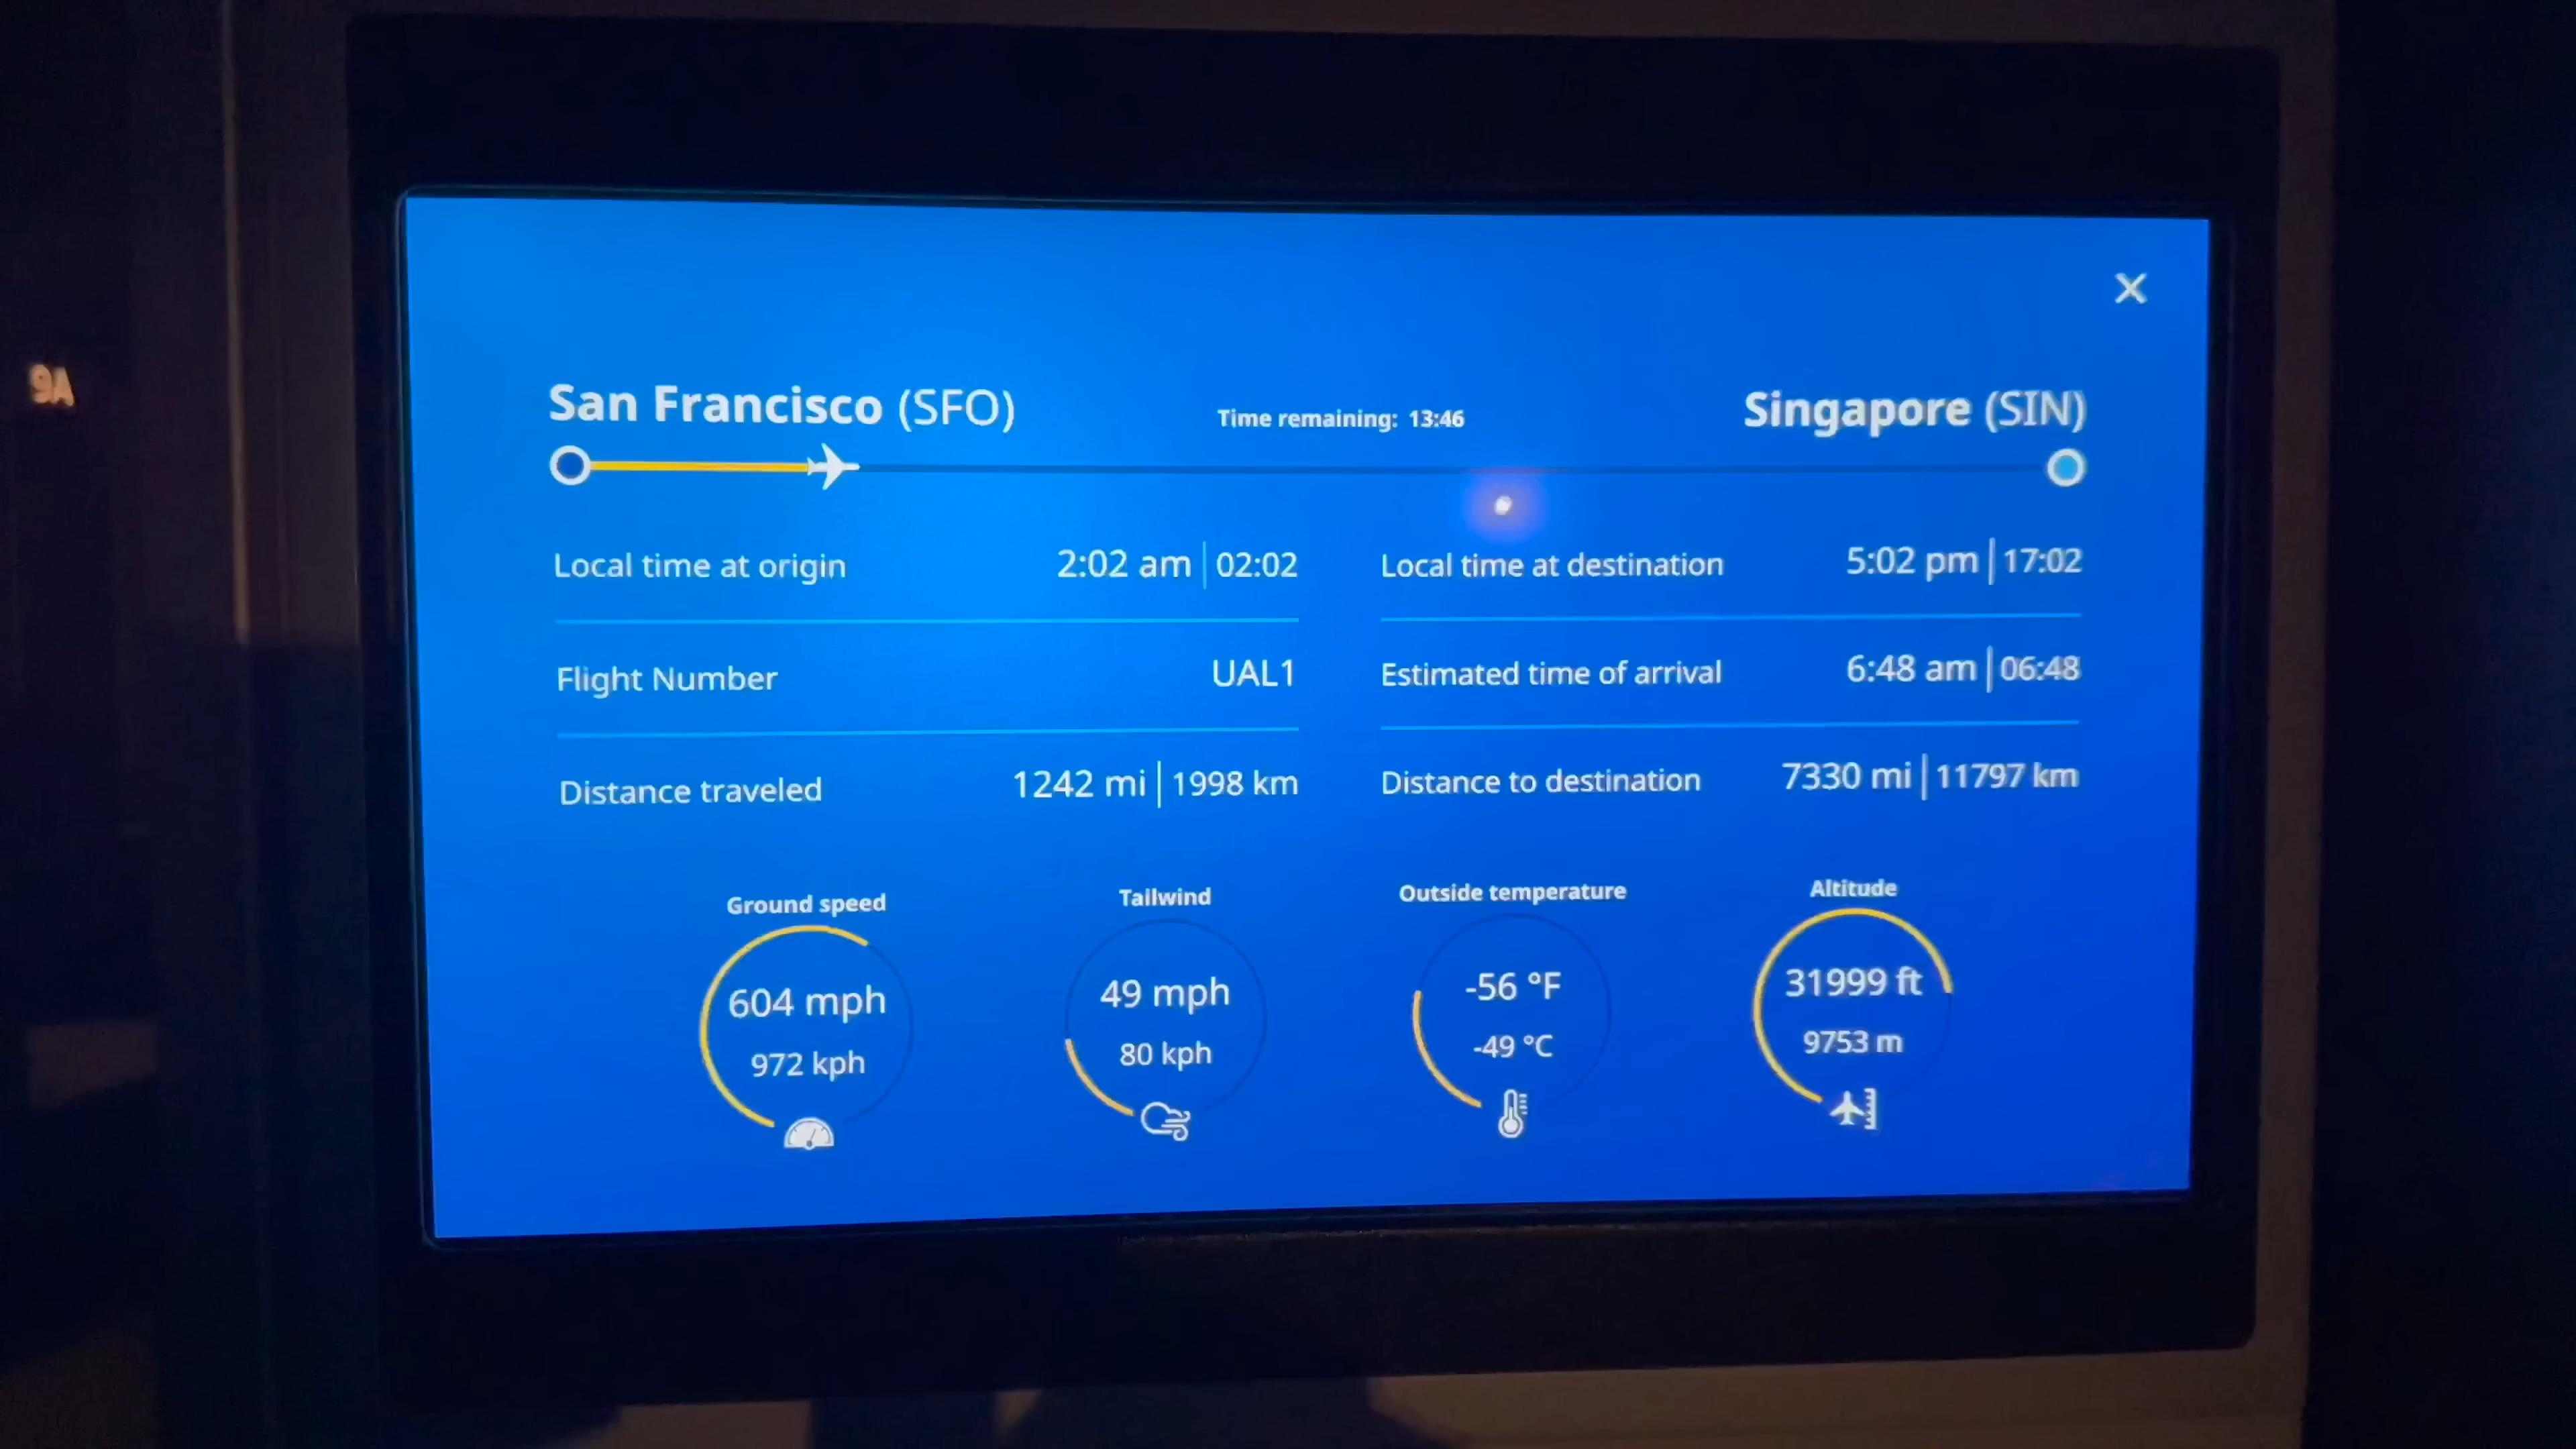 9A
San Francisco (SFO)
Time remaining: 13:46
Singapore (SIN)
Local time at origin 2:02 am | 02:02
Local time at destination 5:02 pm | 17:02
Flight Number UAL1
Estimated time of arrival 6:48 am | 06:48
Distance traveled 1242 mi | 1998 km
Distance to destination 7330 mi | 11797 km
Ground speed
604 mph
972 kph
Tailwind
49 mph
80 kph
Outside temperature
-56 °F
-49 °C
Altitude
31999 ft
9753 m